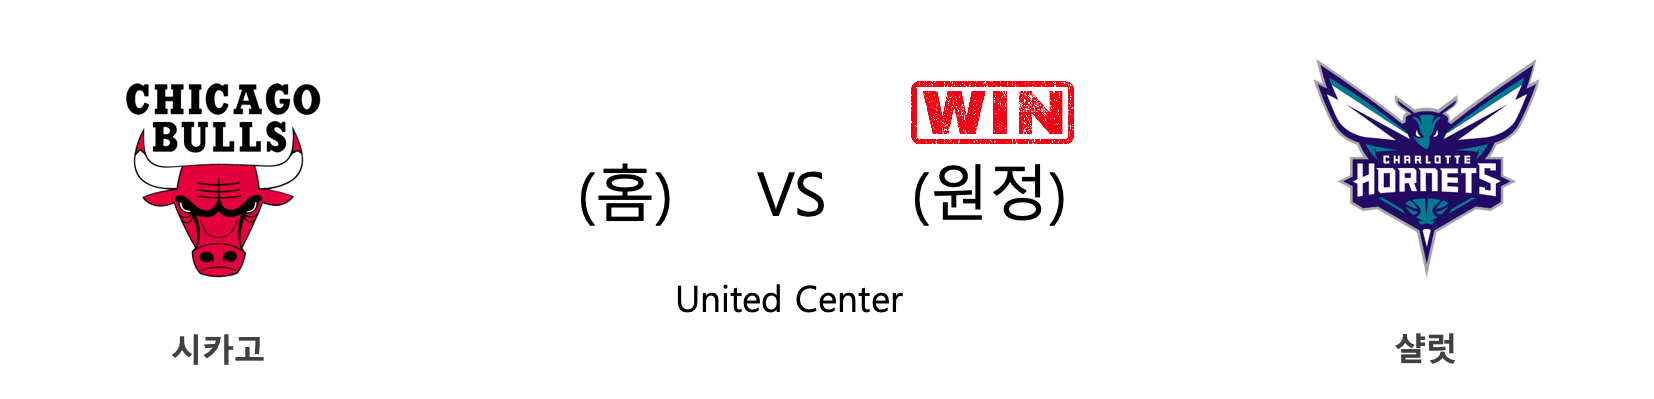 CHICAGO
BULLS
WIN
(홈) VS (원정)
CHARLOTTE
HORNETS
United Center
시카고
샬럿